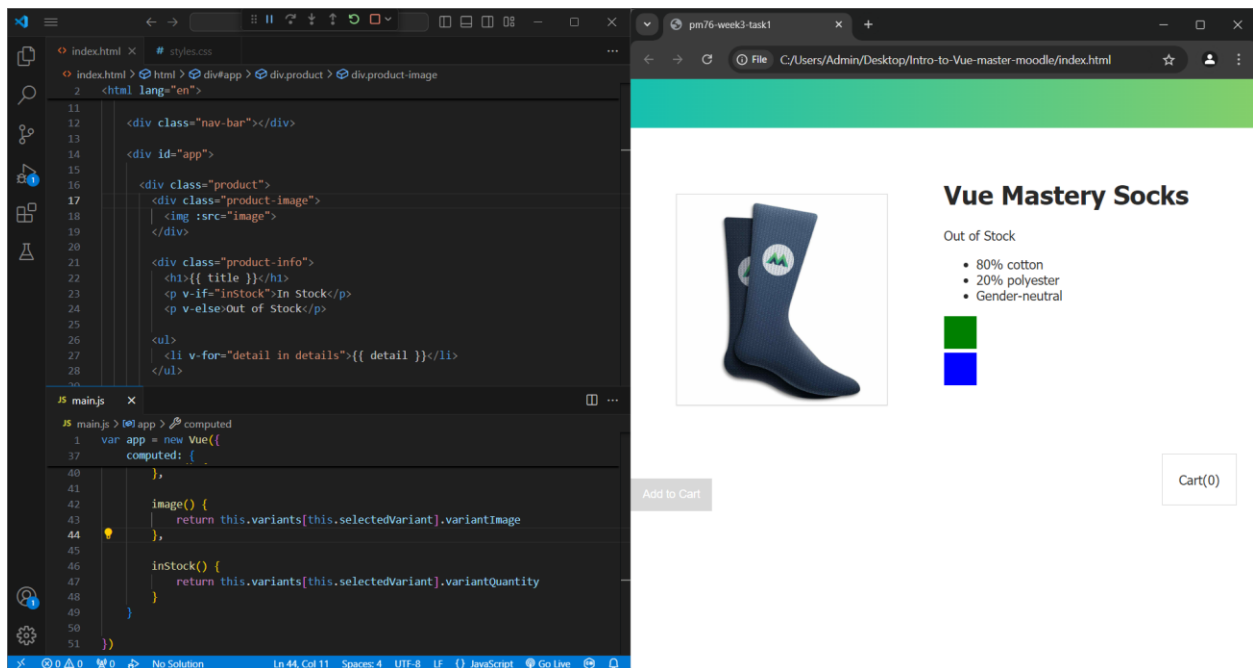 index.html
# styles.css
index.html > html > div#app > div.product > div.product-image
2 <html lang="en">
11
12 <div class="nav-bar"></div>
13
14 <div id="app">
15
16 <div class="product">
17 <div class="product-image">
18 <img :src="image">
19 </div>
20
21 <div class="product-info">
22 <h1>{{ title }}</h1>
23 <p v-if="inStock">In Stock</p>
24 <p v-else>Out of Stock</p>
25
26 <ul>
27 <li v-for="detail in details">{{ detail }}</li>
28 </ul>
JS main.js
JS main.js > app > computed
1 var app = new Vue({
37 computed: {
40 },
41
42 image() {
43 return this.variants[this.selectedVariant].variantImage
44 },
45
46 inStock() {
47 return this.variants[this.selectedVariant].variantQuantity
48 }
49 }
50
51 })
1
1
0 0 0 No Solution Ln 44, Col 11 Spaces: 4 UTF-8 LF {} JavaScript Go Live
pm76-week3-task1
File C:/Users/Admin/Desktop/Intro-to-Vue-master-moodle/index.html
Vue Mastery Socks
Out of Stock
• 80% cotton
• 20% polyester
• Gender-neutral
Cart(0)
Add to Cart